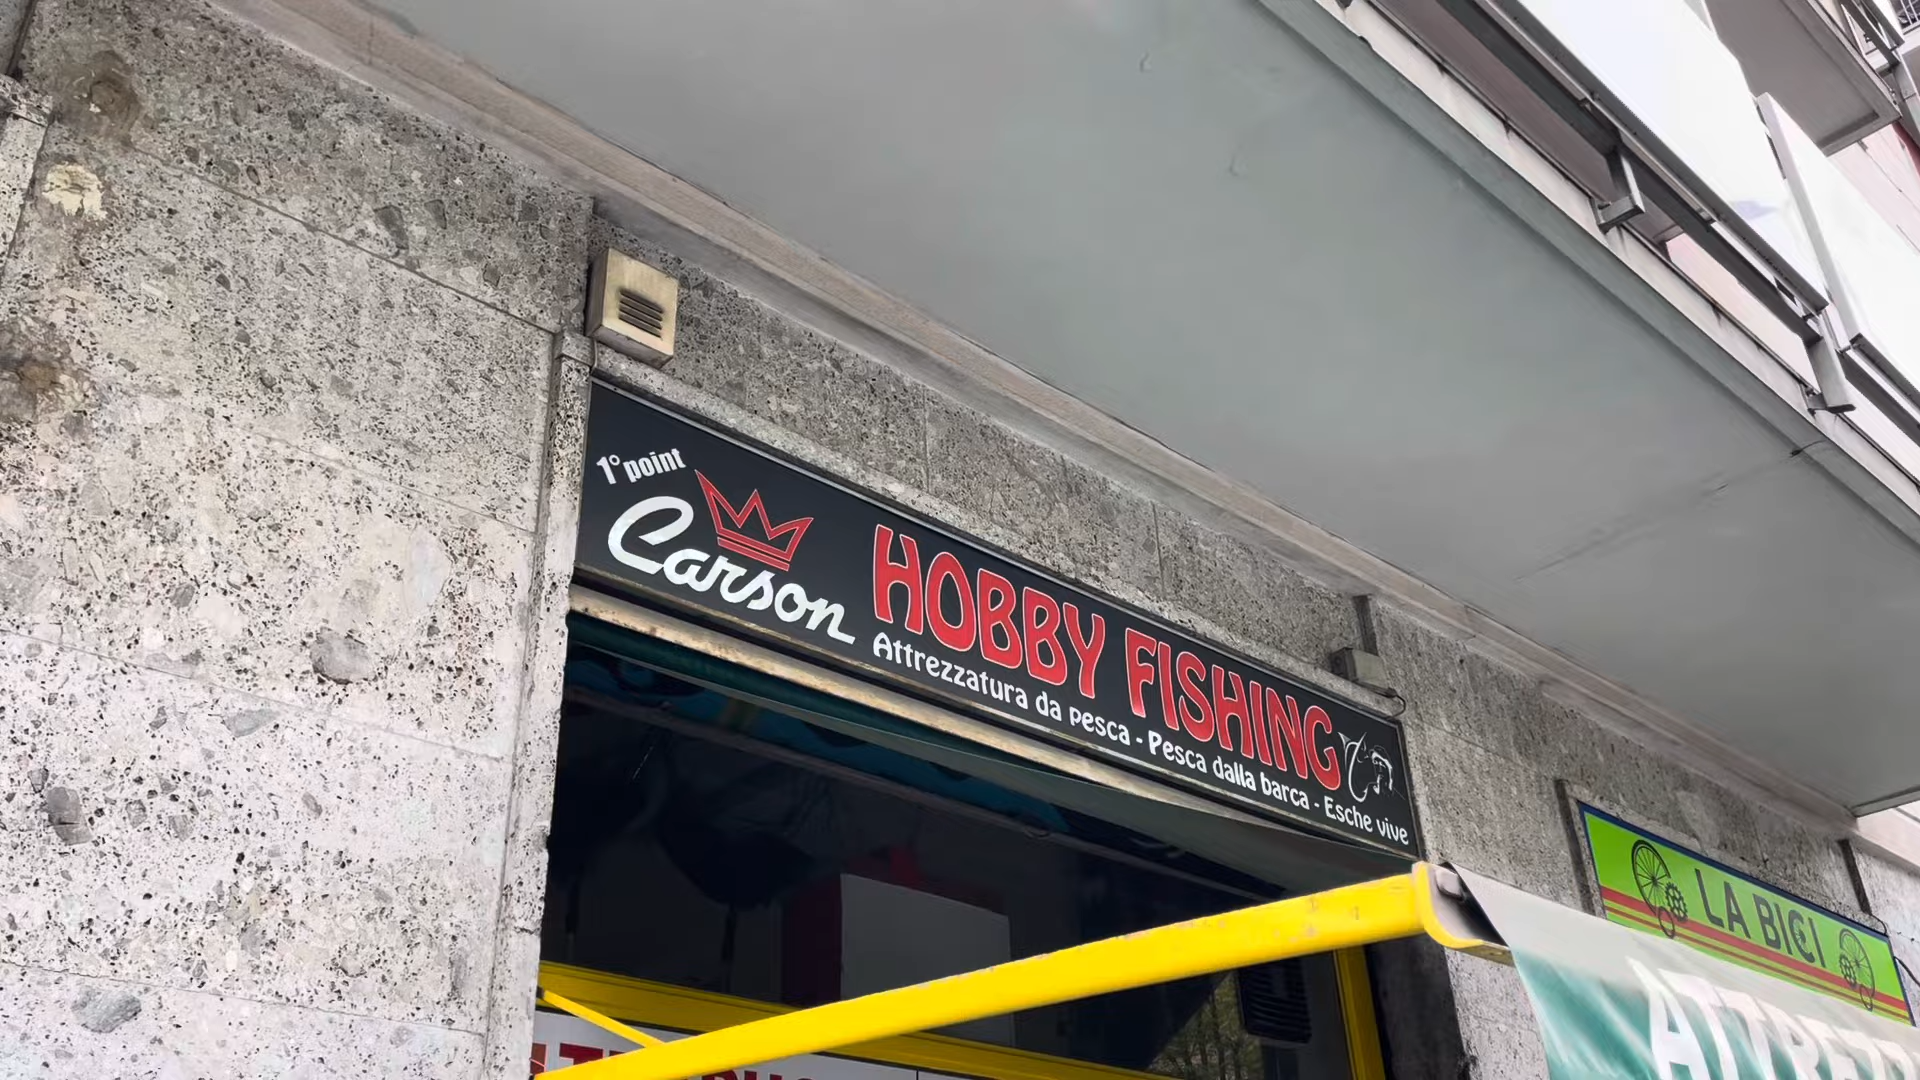 1° point
Carson
HOBBY FISHING
Attrezzatura da pesca - Pesca dalla barca - Esche vive
LA BICI